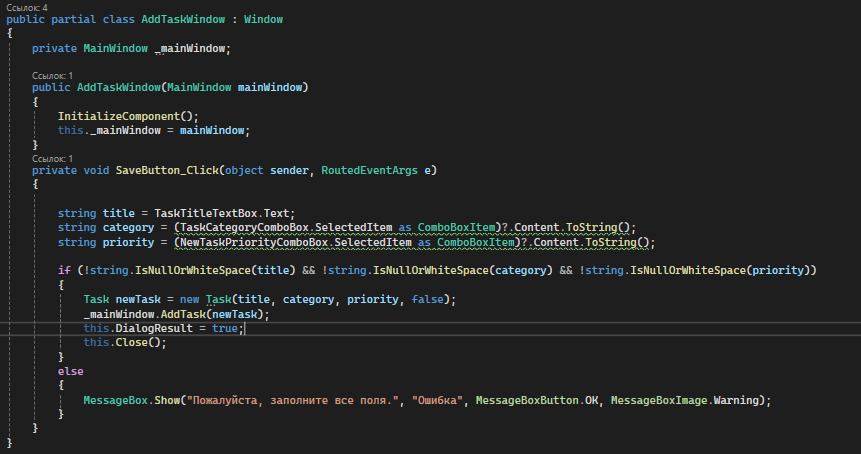 Ссылок: 4
public partial class AddTaskWindow : Window
{
    private MainWindow _mainWindow;
    Ссылок: 1
    public AddTaskWindow(MainWindow mainWindow)
    {
        InitializeComponent();
        this._mainWindow = mainWindow;
    }
    Ссылок: 1
    private void SaveButton_Click(object sender, RoutedEventArgs e)
    {
        string title = TaskTitleTextBox.Text;
        string category = (TaskCategoryComboBox.SelectedItem as ComboBoxItem)?.Content.ToString();
        string priority = (NewTaskPriorityComboBox.SelectedItem as ComboBoxItem)?.Content.ToString();
        if (!string.IsNullOrWhiteSpace(title) && !string.IsNullOrWhiteSpace(category) && !string.IsNullOrWhiteSpace(priority))
        {
            Task newTask = new Task(title, category, priority, false);
            _mainWindow.AddTask(newTask);
            this.DialogResult = true;
            this.Close();
        }
        else
        {
            MessageBox.Show("Пожалуйста, заполните все поля.", "Ошибка", MessageBoxButton.OK, MessageBoxImage.Warning);
        }
    }
}